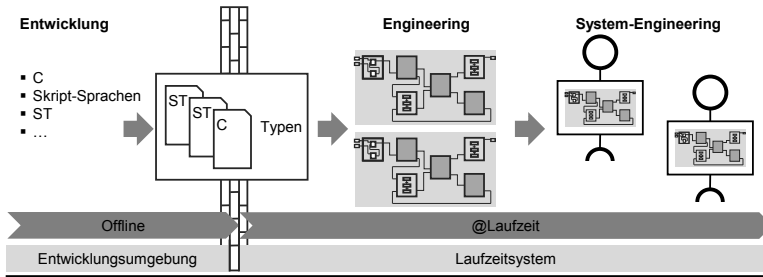 Entwicklung
Engineering
System-Engineering
▪ C
▪ Skript-Sprachen
▪ ST
▪ ...
ST
ST
C
Typen
Offline
@Laufzeit
Entwicklungsumgebung
Laufzeitsystem